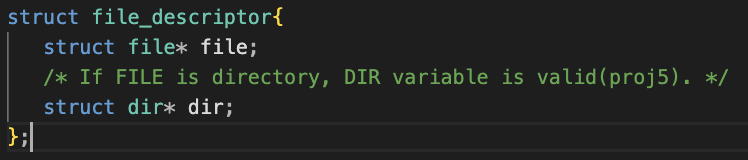 struct file_descriptor{
struct file* file;
/* If FILE is directory, DIR variable is valid(proj5). */
struct dir* dir;
};